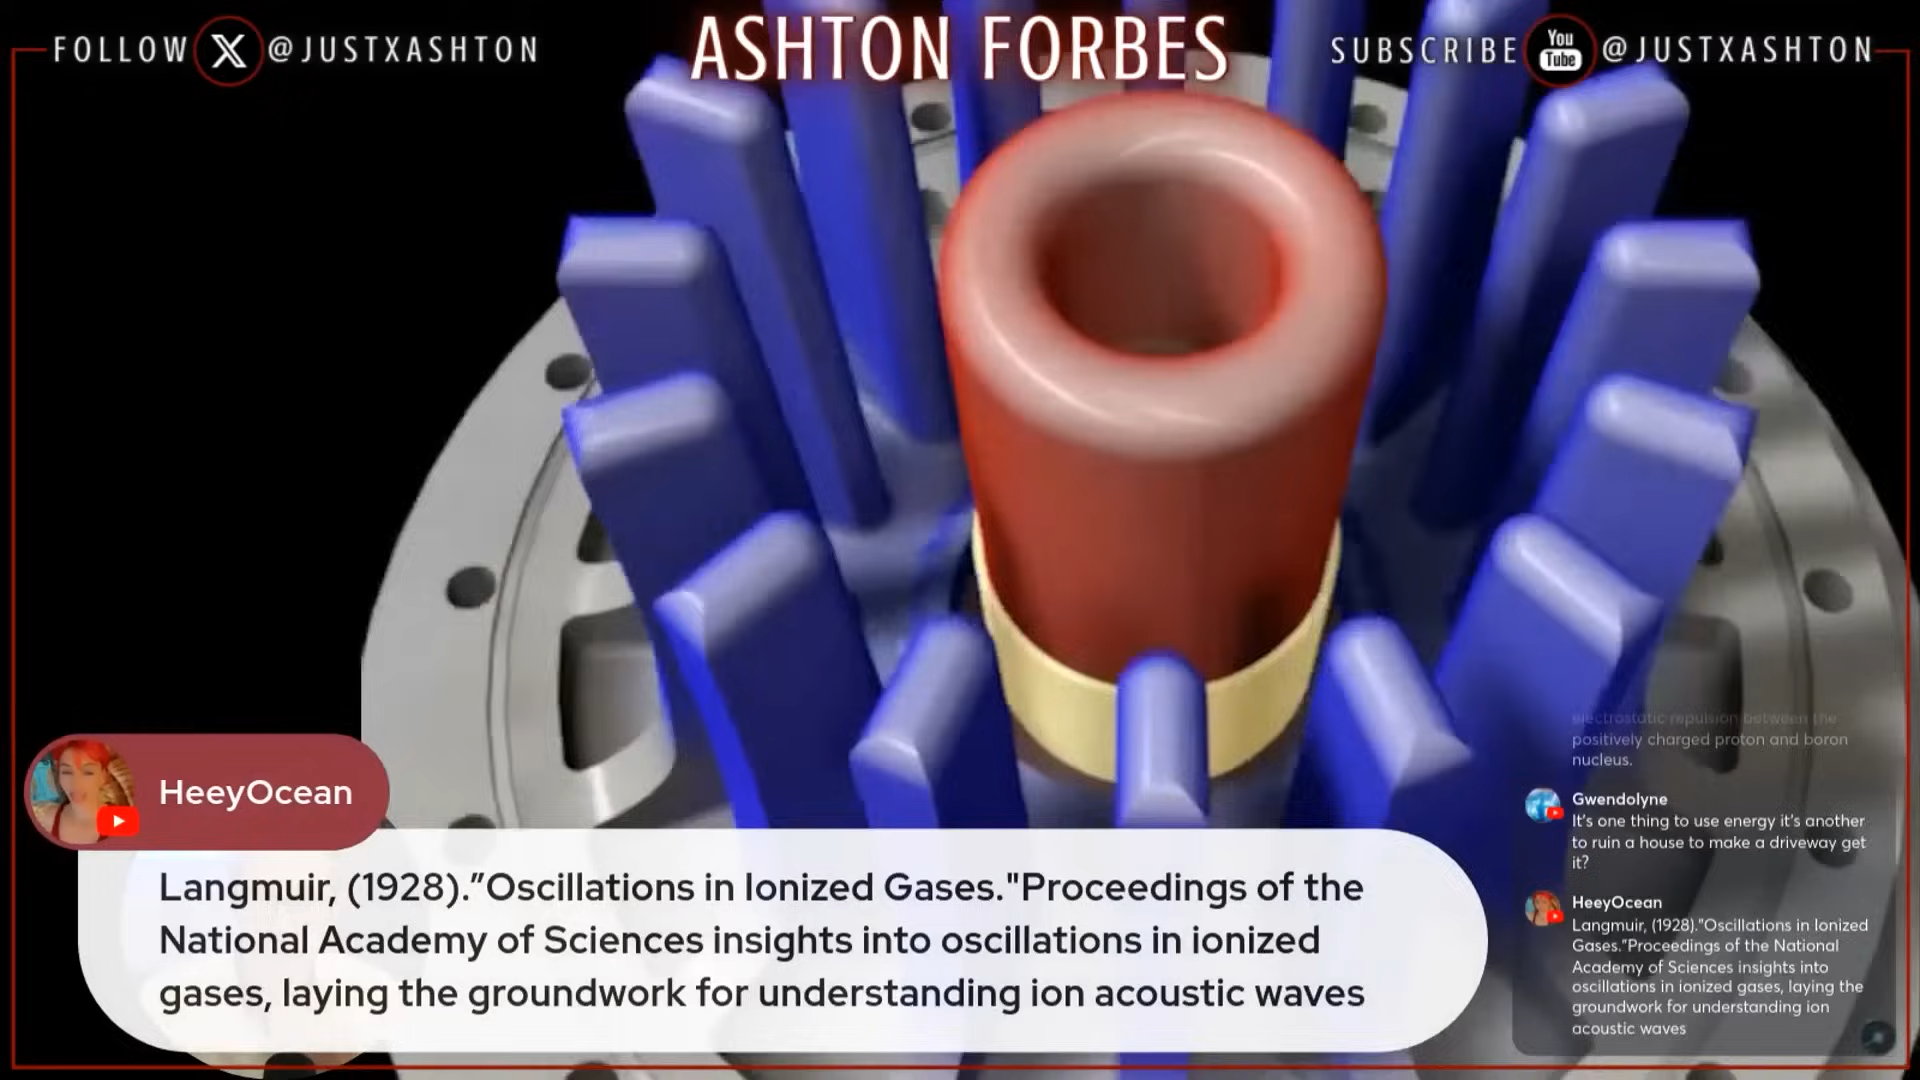 FOLLOW X @JUSTXASHTON
ASHTON FORBES
SUBSCRIBE You Tube @JUSTXASHTON
HeeyOcean
Langmuir, (1928)."Oscillations in Ionized Gases."Proceedings of the
National Academy of Sciences insights into oscillations in ionized
gases, laying the groundwork for understanding ion acoustic waves
electrostatic repulsion between the
positively charged proton and boron
nucleus.
Gwendolyne
It's one thing to use energy it's another
to ruin a house to make a driveway get
it?
HeeyOcean
Langmuir, (1928)."Oscillations in Ionized
Gases."Proceedings of the National
Academy of Sciences insights into
oscillations in ionized gases, laying the
groundwork for understanding ion
acoustic waves